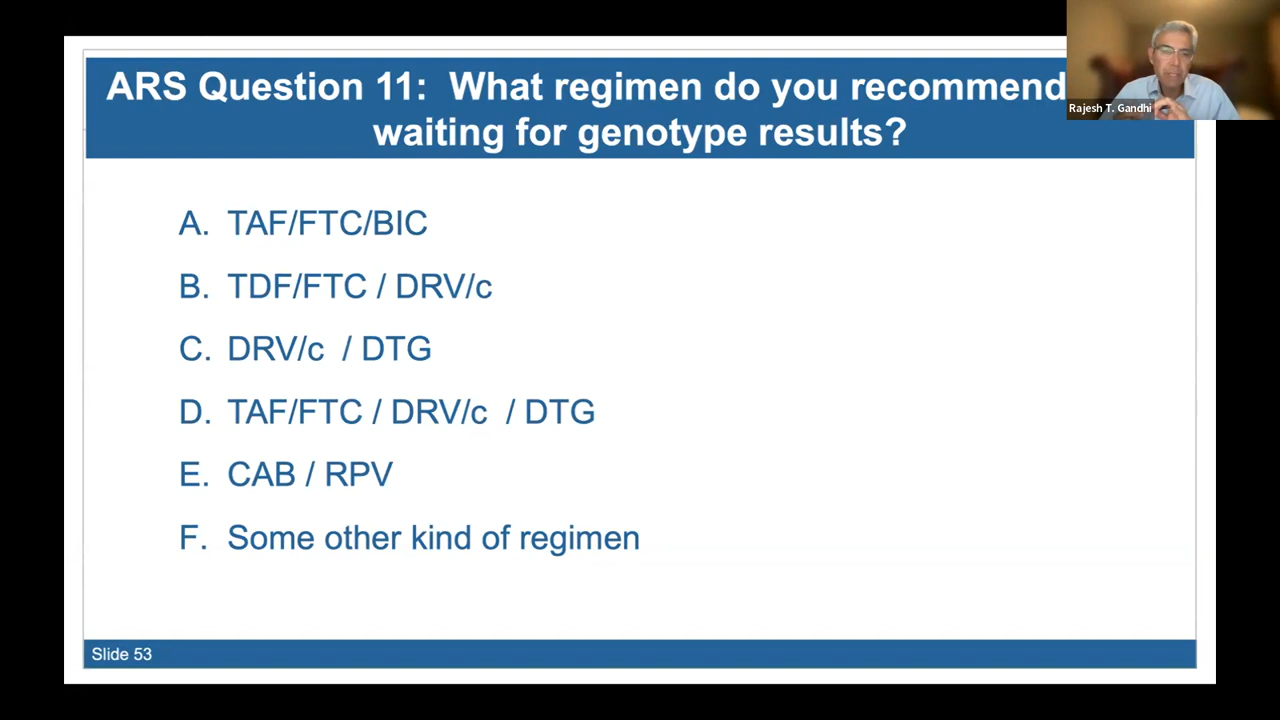 ARS Question 11: What regimen do you recommend
waiting for genotype results?
Rajesh T. Gandhi
A. TAF/FTC/BIC
B. TDF/FTC / DRV/c
C. DRV/c / DTG
D. TAF/FTC / DRV/c / DTG
E. CAB / RPV
F. Some other kind of regimen
Slide 53